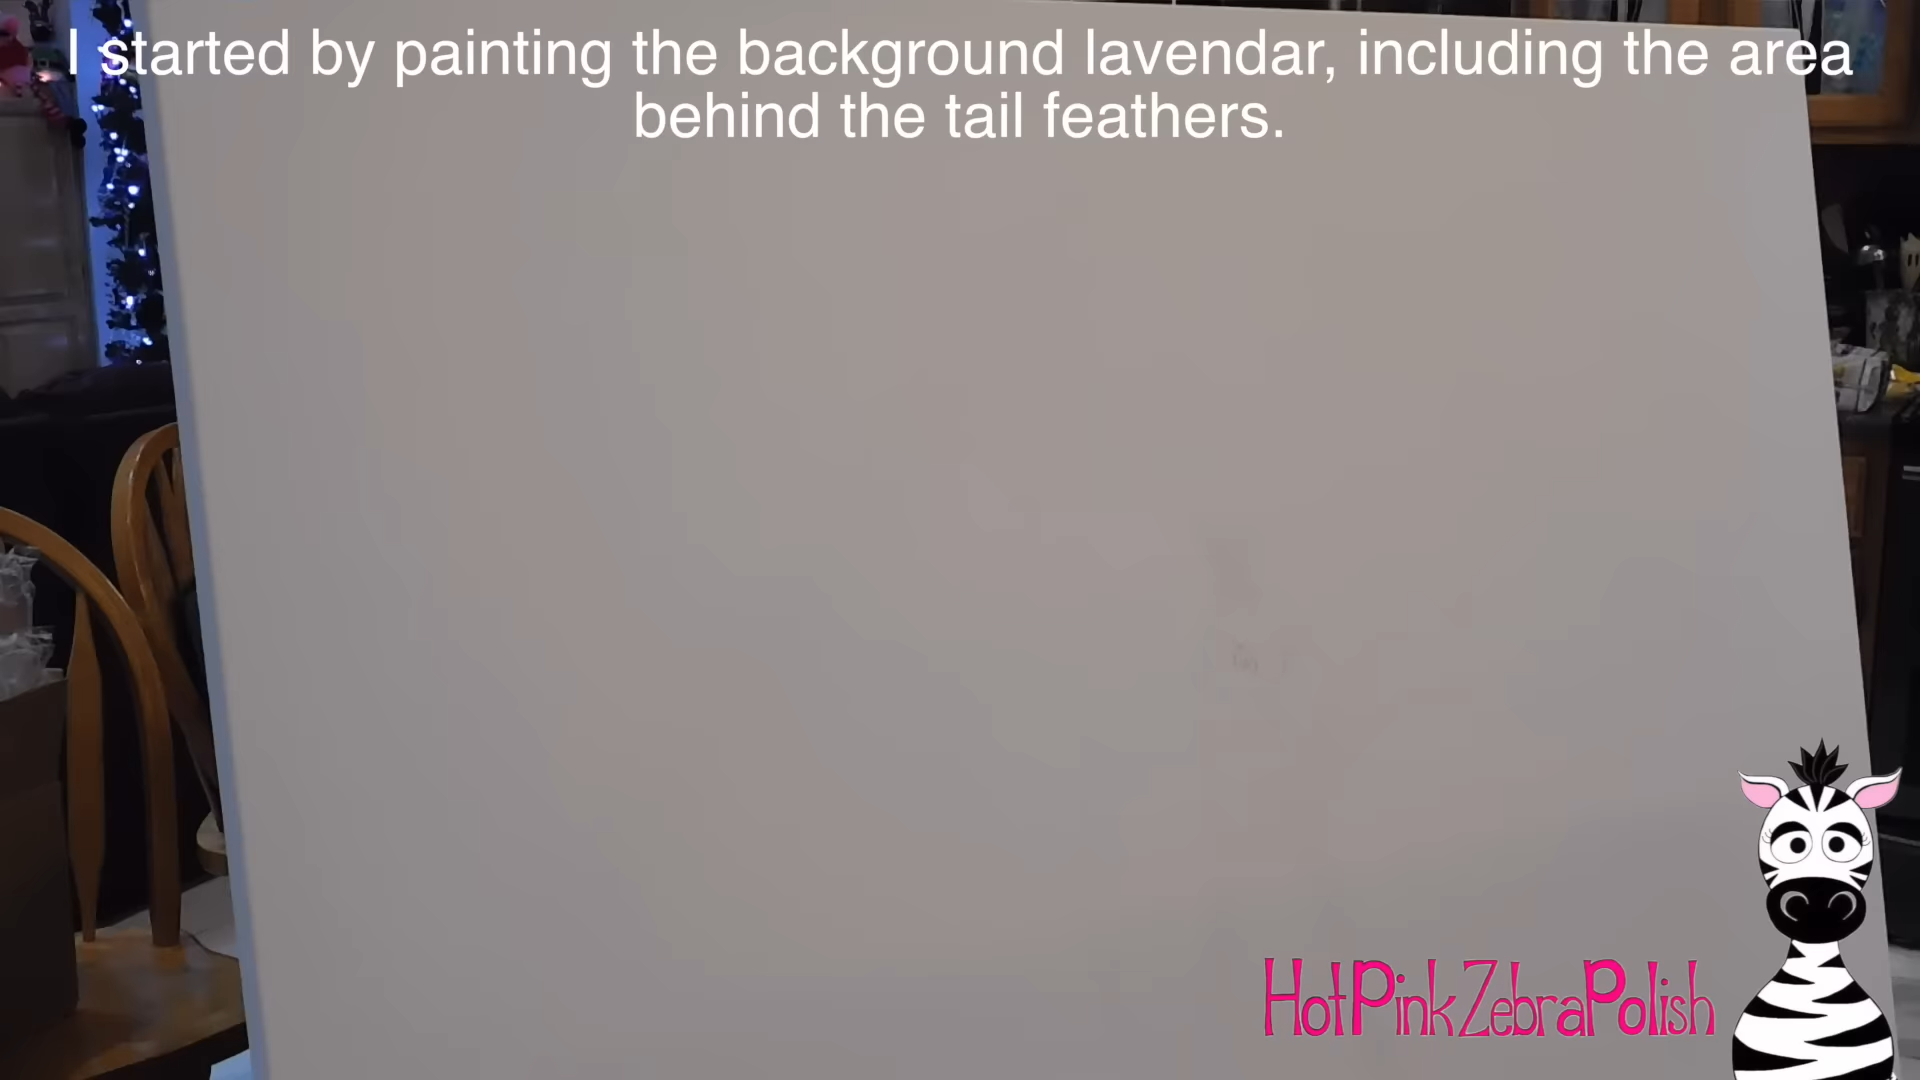 I started by painting the background lavendar, including the area
behind the tail feathers.
HotPinkZebraPolish